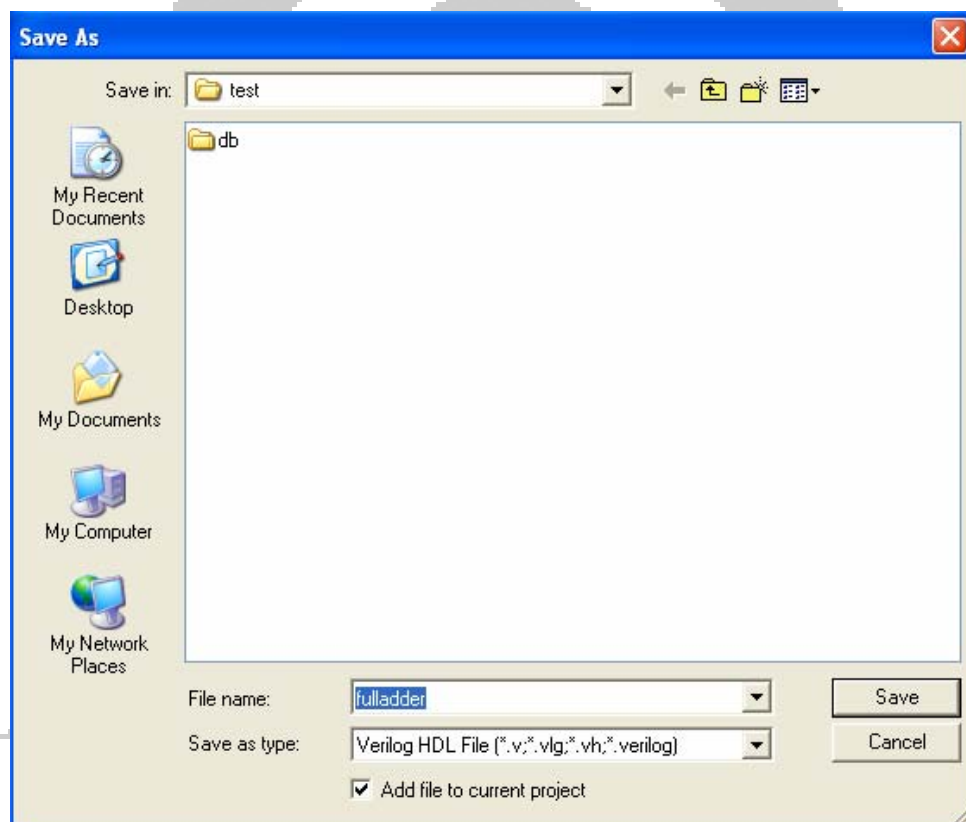 Save As
Save in:
test
db
My Recent
Documents
Desktop
My Documents
My Computer
My Network
Places
File name:
fulladder
Save
Save as type:
Verilog HDL File (*.v;*.vlg;*.vh;*.verilog)
Cancel
Add file to current project